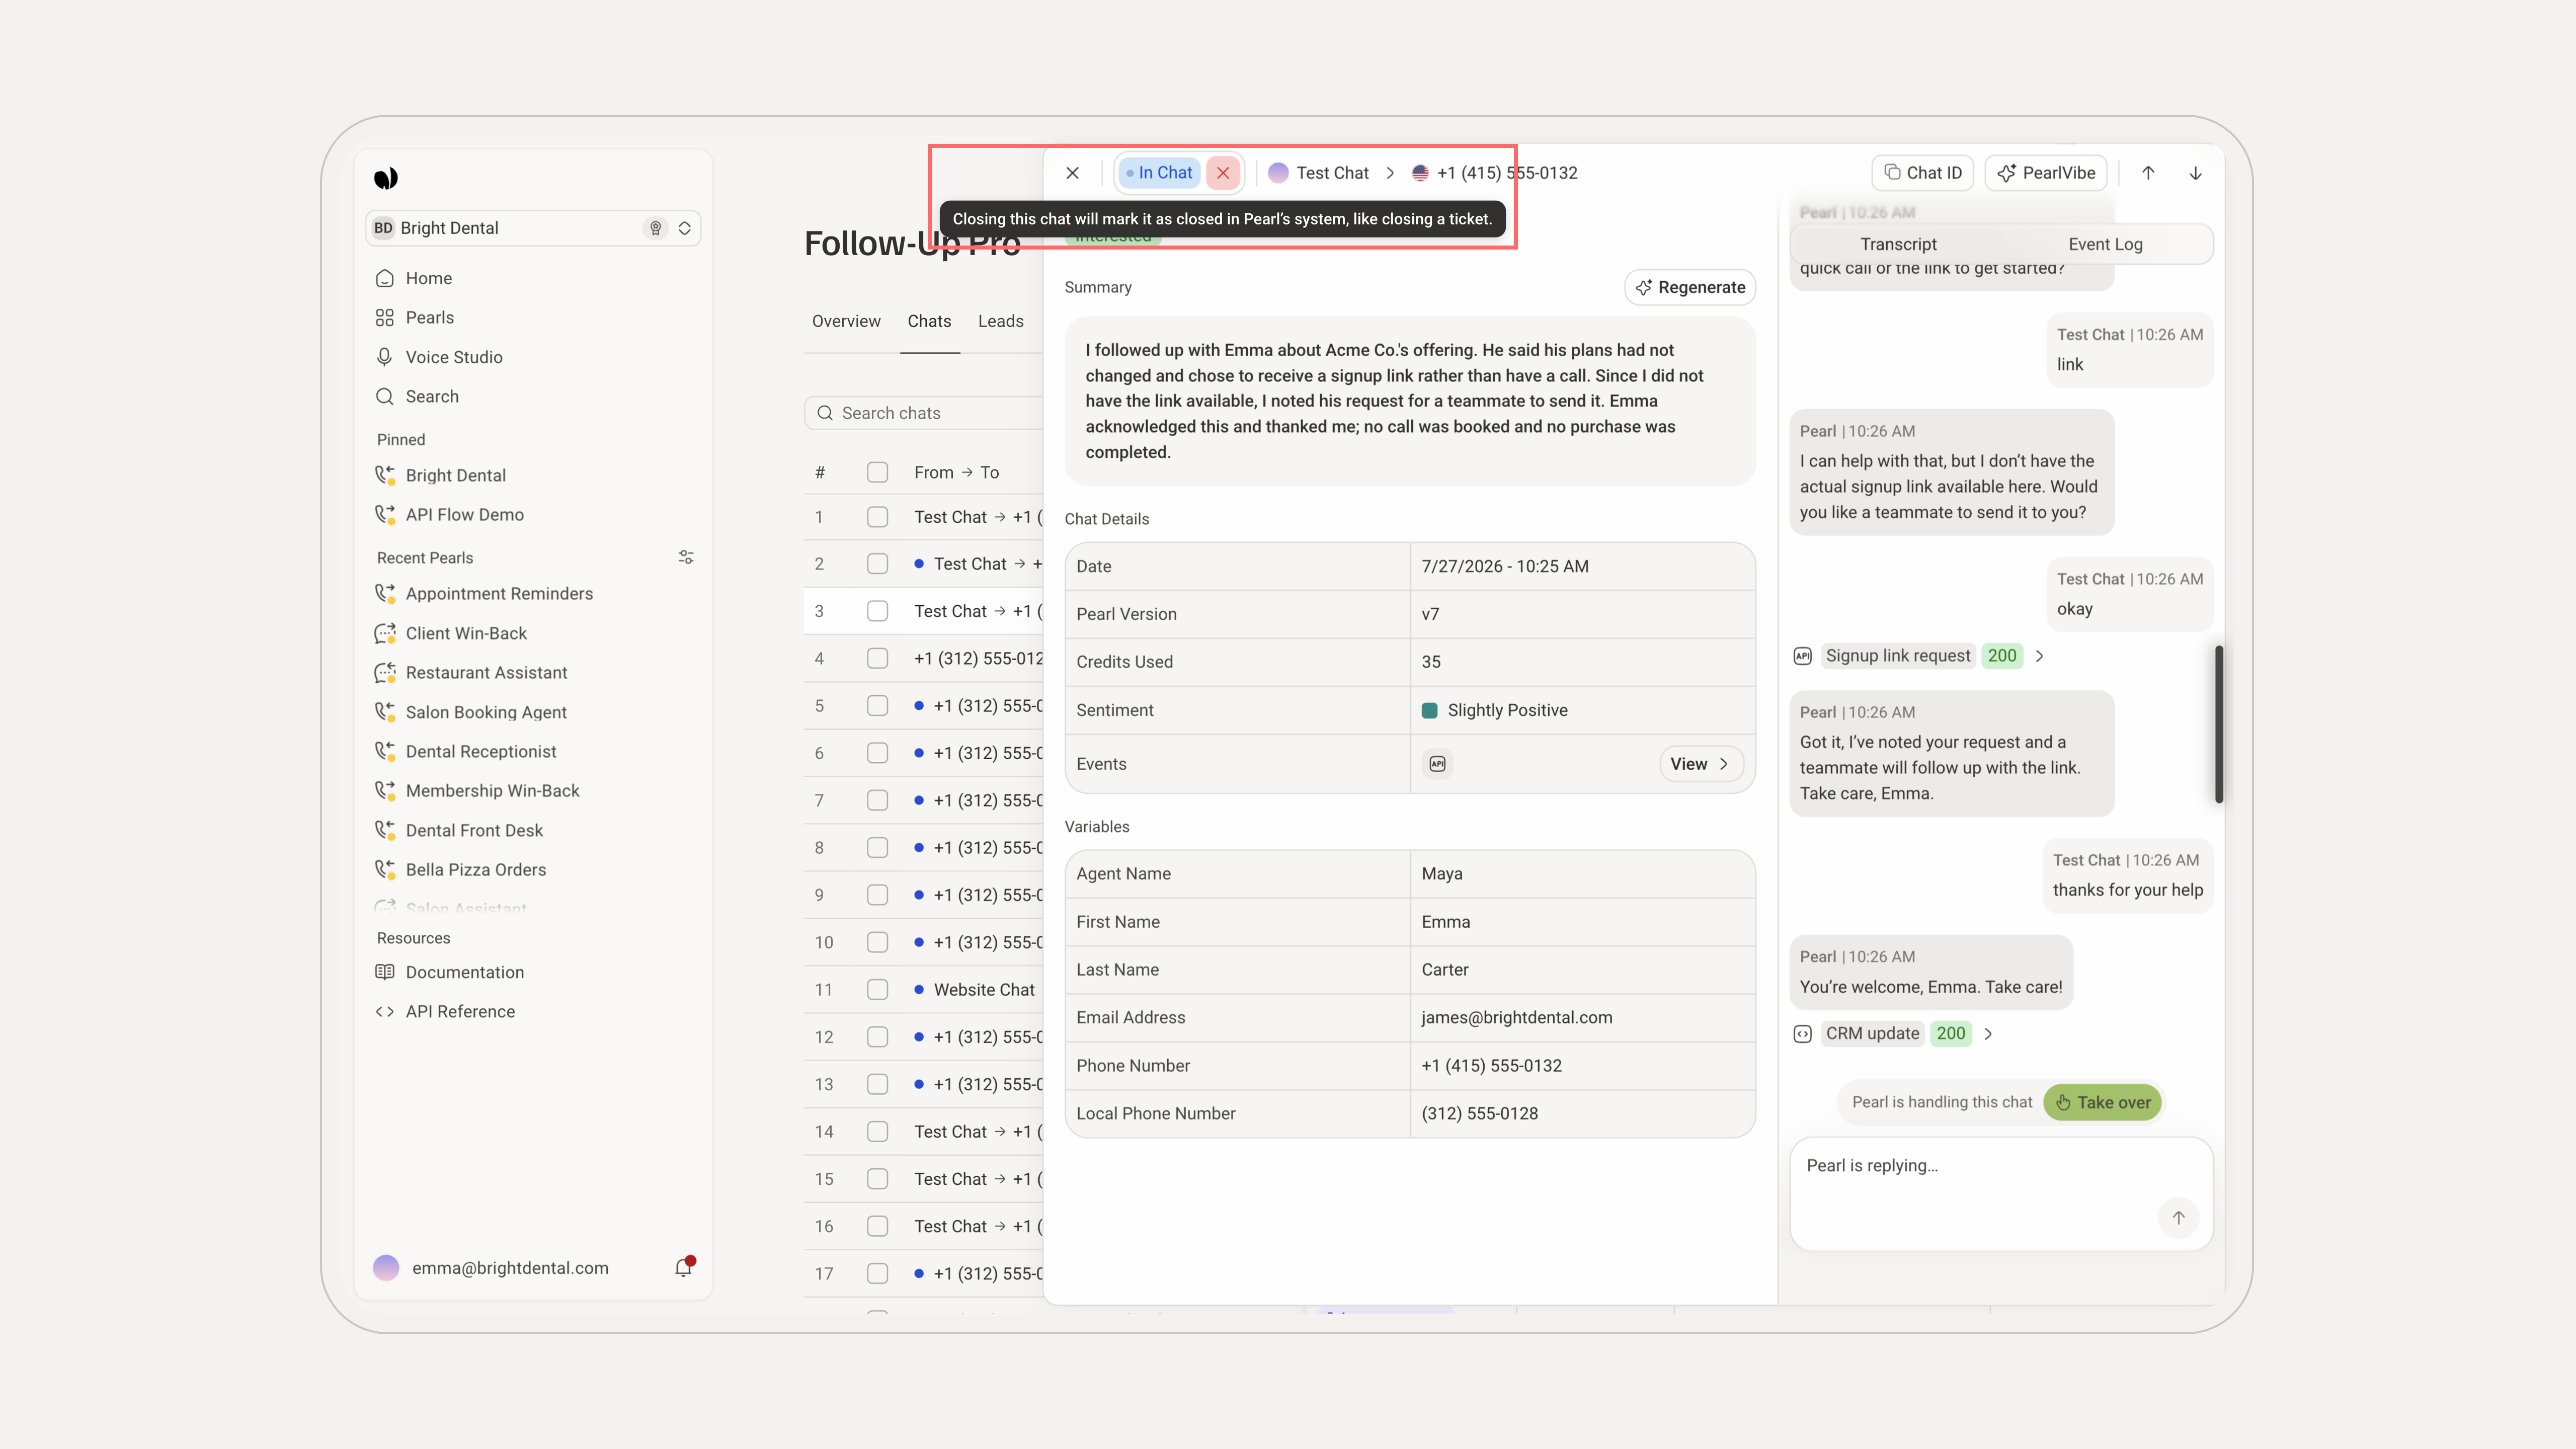 BD Bright Dental
Home
Pearls
Voice Studio
Search
Pinned
Bright Dental
API Flow Demo
Recent Pearls
Appointment Reminders
Client Win-Back
Restaurant Assistant
Salon Booking Agent
Dental Receptionist
Membership Win-Back
Dental Front Desk
Bella Pizza Orders
Salon Assistant
Resources
Documentation
API Reference
emma@brightdental.com
Follow-Up Pro
Overview Chats Leads
Search chats
# From → To
1 Test Chat → +1 (
2 Test Chat → +
3 Test Chat → +1 (
4 +1 (312) 555-012
5 +1 (312) 555-0
6 +1 (312) 555-0
7 +1 (312) 555-0
8 +1 (312) 555-0
9 +1 (312) 555-0
10 +1 (312) 555-0
11 Website Chat
12 +1 (312) 555-0
13 +1 (312) 555-0
14 Test Chat → +1 (
15 Test Chat → +1 (
16 Test Chat → +1 (
17 +1 (312) 555-0
In Chat Test Chat > +1 (415) 555-0132
Chat ID PearlVibe
Closing this chat will mark it as closed in Pearl's system, like closing a ticket.
Interested
Summary
Regenerate
I followed up with Emma about Acme Co.'s offering. He said his plans had not
changed and chose to receive a signup link rather than have a call. Since I did not
have the link available, I noted his request for a teammate to send it. Emma
acknowledged this and thanked me; no call was booked and no purchase was
completed.
Chat Details
Date 7/27/2026 - 10:25 AM
Pearl Version v7
Credits Used 35
Sentiment Slightly Positive
Events API View
Variables
Agent Name Maya
First Name Emma
Last Name Carter
Email Address james@brightdental.com
Phone Number +1 (415) 555-0132
Local Phone Number (312) 555-0128
Pearl | 10:26 AM
Transcript Event Log
quick call or the link to get started?
Test Chat | 10:26 AM
link
Pearl | 10:26 AM
I can help with that, but I don't have the
actual signup link available here. Would
you like a teammate to send it to you?
Test Chat | 10:26 AM
okay
API Signup link request 200
Pearl | 10:26 AM
Got it, I've noted your request and a
teammate will follow up with the link.
Take care, Emma.
Test Chat | 10:26 AM
thanks for your help
Pearl | 10:26 AM
You're welcome, Emma. Take care!
CRM update 200
Pearl is handling this chat Take over
Pearl is replying...